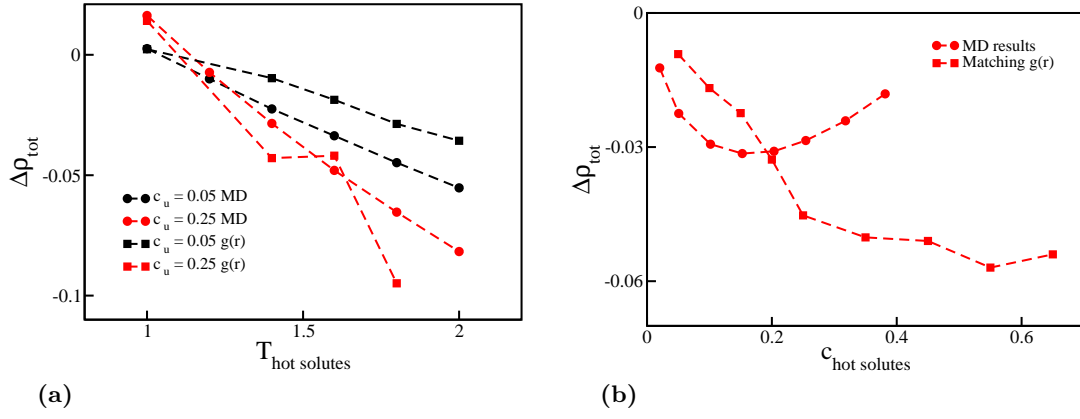 0
-0.05
-0.1
Δρtot
c u = 0.05 MD
c u = 0.25 MD
c u = 0.05 g(r)
c u = 0.25 g(r)
1
1.5
2
Thot solutes
(a)
0
-0.03
-0.06
Δρtot
MD results
Matching g(r)
0
0.2
0.4
0.6
chot solutes
(b)